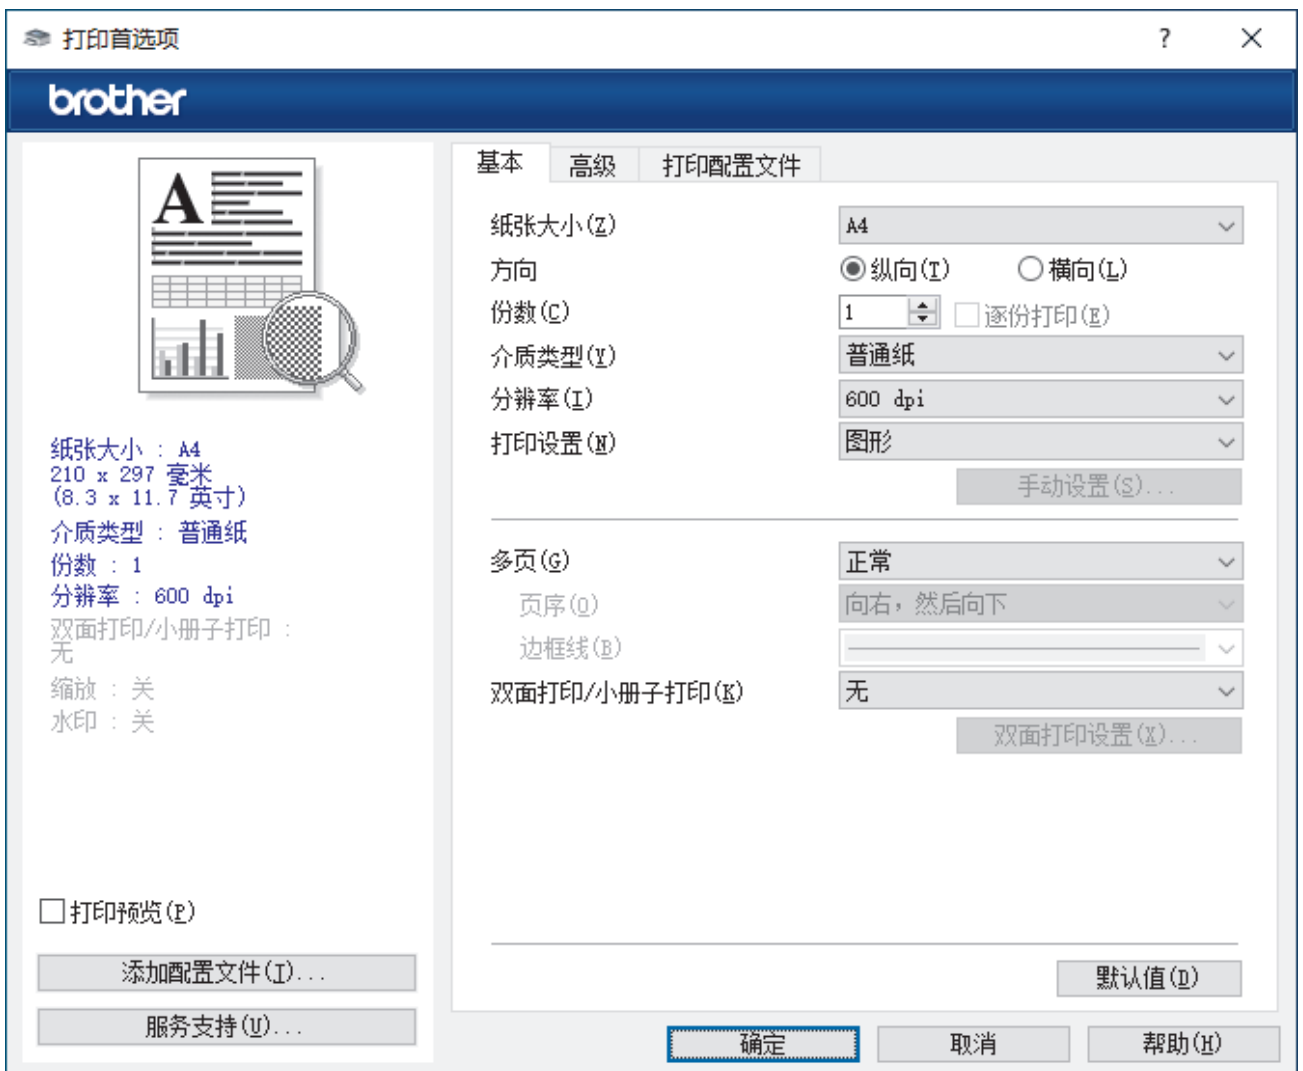 打印首选项
?
brother
A
纸张大小 : A4
210 x 297 毫米
(8.3 x 11.7 英寸)
介质类型 : 普通纸
份数 : 1
分辨率 : 600 dpi
双面打印/小册子打印 :
无
缩放 : 关
水印 : 关
打印预览(P)
添加配置文件(I)...
服务支持(U)...
基本 高级 打印配置文件
纸张大小(Z) A4
方向 纵向(T) 横向(L)
份数(C) 1 逐份打印(E)
介质类型(Y) 普通纸
分辨率(I) 600 dpi
打印设置(N) 图形
手动设置(S)...
多页(G) 正常
页序(O) 向右，然后向下
边框线(B)
双面打印/小册子打印(K) 无
双面打印设置(X)...
默认值(D)
确定 取消 帮助(H)